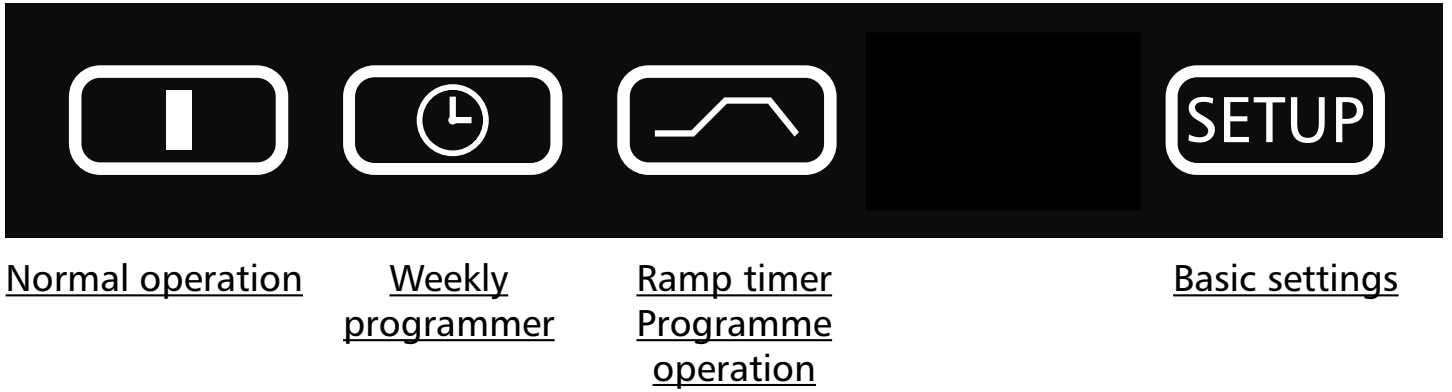 SETUP
Normal operation
Weekly
programmer
Ramp timer
Programme
operation
Basic settings